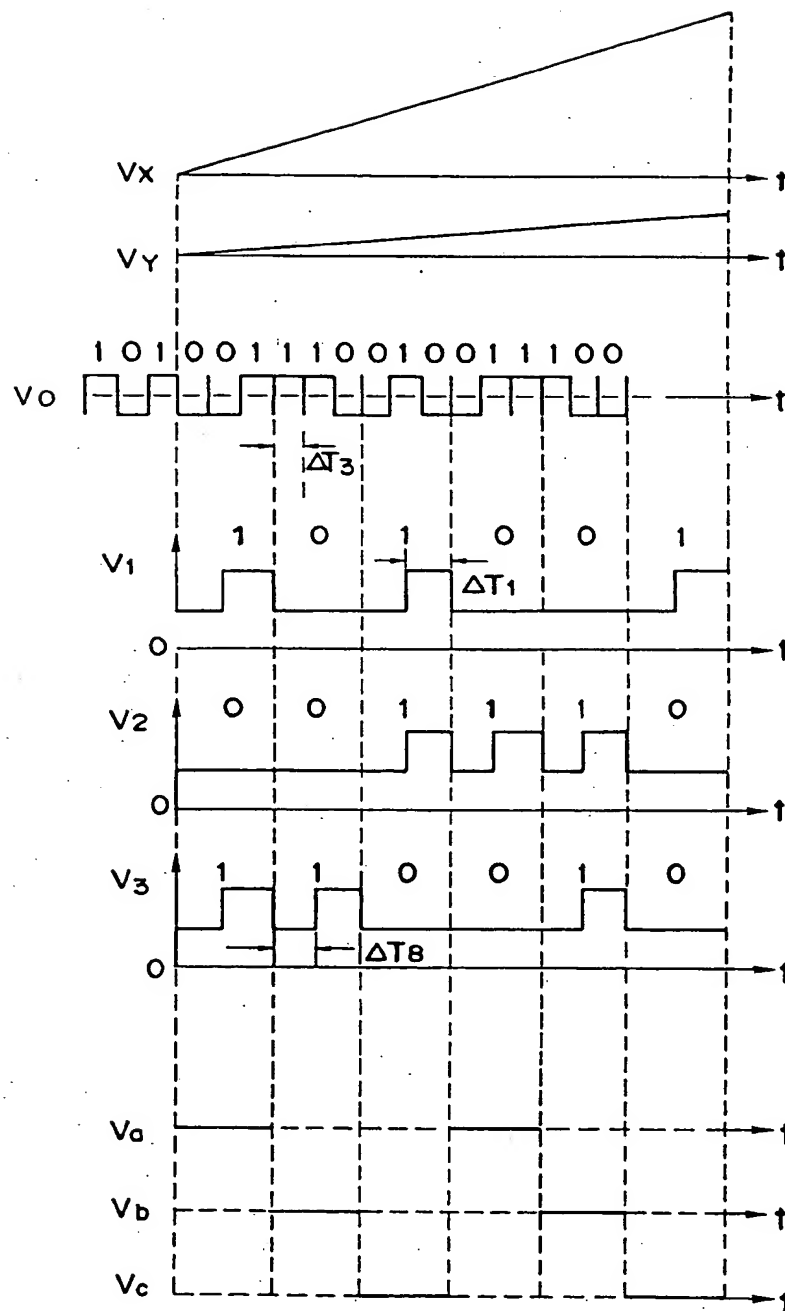 VX t
VY t
1 0 1 0 0 1 1 1 0 0 1 0 0 1 1 1 0 0
VO t
ΔT3
1 0 1 0 0 1
V1
ΔT1
0 t
0 0 1 1 1 0
V2
0 t
1 1 0 0 1 0
V3
ΔT8
0 t
Va t
Vb t
Vc t